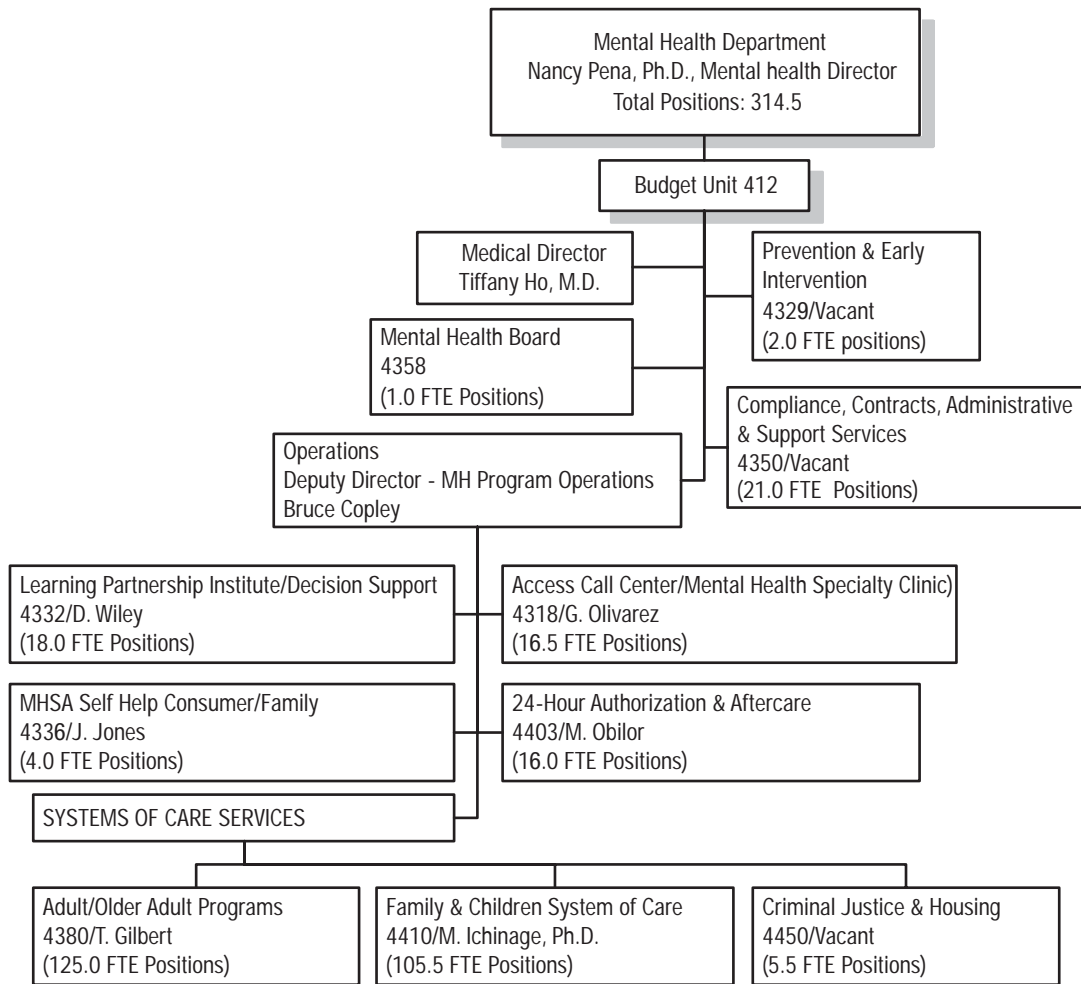 Mental Health Department
Nancy Pena, Ph.D., Mental health Director
Total Positions: 314.5
Budget Unit 412
Medical Director
Tiffany Ho, M.D.
Prevention & Early
Intervention
4329/Vacant
(2.0 FTE positions)
Mental Health Board
4358
(1.0 FTE Positions)
Compliance, Contracts, Administrative
& Support Services
4350/Vacant
(21.0 FTE Positions)
Operations
Deputy Director - MH Program Operations
Bruce Copley
Learning Partnership Institute/Decision Support
4332/D. Wiley
(18.0 FTE Positions)
Access Call Center/Mental Health Specialty Clinic)
4318/G. Olivarez
(16.5 FTE Positions)
MHSA Self Help Consumer/Family
4336/J. Jones
(4.0 FTE Positions)
24-Hour Authorization & Aftercare
4403/M. Obilor
(16.0 FTE Positions)
SYSTEMS OF CARE SERVICES
Adult/Older Adult Programs
4380/T. Gilbert
(125.0 FTE Positions)
Family & Children System of Care
4410/M. Ichinage, Ph.D.
(105.5 FTE Positions)
Criminal Justice & Housing
4450/Vacant
(5.5 FTE Positions)